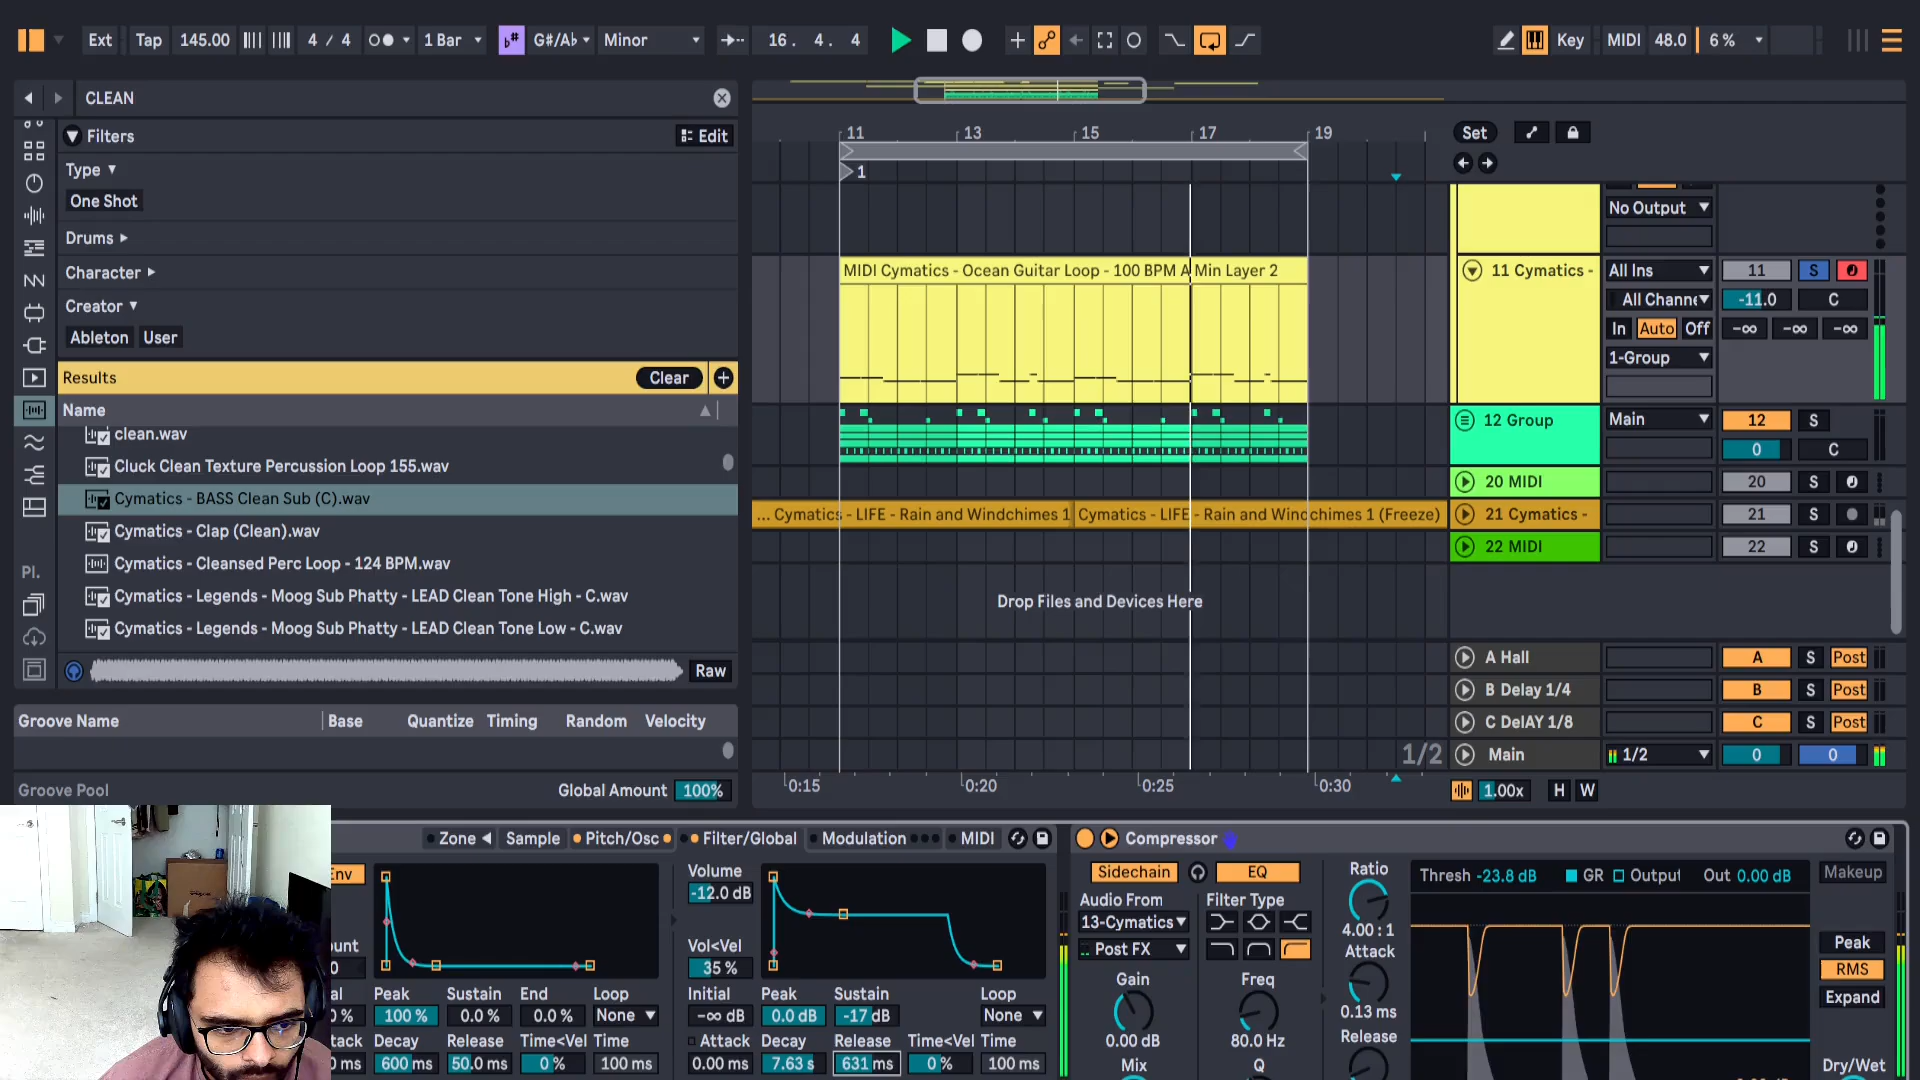 Ext Tap 145.00 4 / 4 1 Bar G#/Ab Minor 16. 4. 4 Key MIDI 48.0 6 %
CLEAN
Filters Edit
Type
One Shot
Drums
Character
Creator
Ableton User
Results Clear
Name
clean.wav
Cluck Clean Texture Percussion Loop 155.wav
Cymatics - BASS Clean Sub (C).wav
Cymatics - Clap (Clean).wav
Cymatics - Cleansed Perc Loop - 124 BPM.wav
Cymatics - Legends - Moog Sub Phatty - LEAD Clean Tone High - C.wav
Cymatics - Legends - Moog Sub Phatty - LEAD Clean Tone Low - C.wav
Pl.
Raw
Groove Name Base Quantize Timing Random Velocity
Groove Pool Global Amount 100%
11 13 15 17 19
1
MIDI Cymatics - Ocean Guitar Loop - 100 BPM A Min Layer 2
... Cymatics - LIFE - Rain and Windchimes 1 Cymatics - LIFE - Rain and Windchimes 1 (Freeze)
Drop Files and Devices Here
1/2
0:15 0:20 0:25 0:30
Set
No Output
11 Cymatics - All Ins 11 S
All Channe -11.0 C
In Auto Off -∞ -∞ -∞
1-Group
12 Group Main 12 S
0 C
20 MIDI 20 S
21 Cymatics - 21 S
22 MIDI 22 S
A Hall A S Post
B Delay 1/4 B S Post
C DelAY 1/8 C S Post
Main 1/2 0 0
1.00x H W
Zone Sample Pitch/Osc Filter/Global Modulation MIDI
Env
Peak Sustain End Loop
100 % 0.0 % 0.0 % None
Decay Release Time<Vel Time
600 ms 50.0 ms 0 % 100 ms
Volume
-12.0 dB
Vol<Vel
35 %
Initial Peak Sustain Loop
-∞ dB 0.0 dB -17 dB None
Attack Decay Release Time<Vel Time
0.00 ms 7.63 s 631 ms 0 % 100 ms
Compressor
Sidechain EQ
Audio From Filter Type
13-Cymatics
Post FX
Gain Freq
0.00 dB 80.0 Hz
Mix Q
Ratio
4.00 : 1
Attack
0.13 ms
Release
Thresh -23.8 dB GR Output Out 0.00 dB
Makeup
Peak
RMS
Expand
Dry/Wet